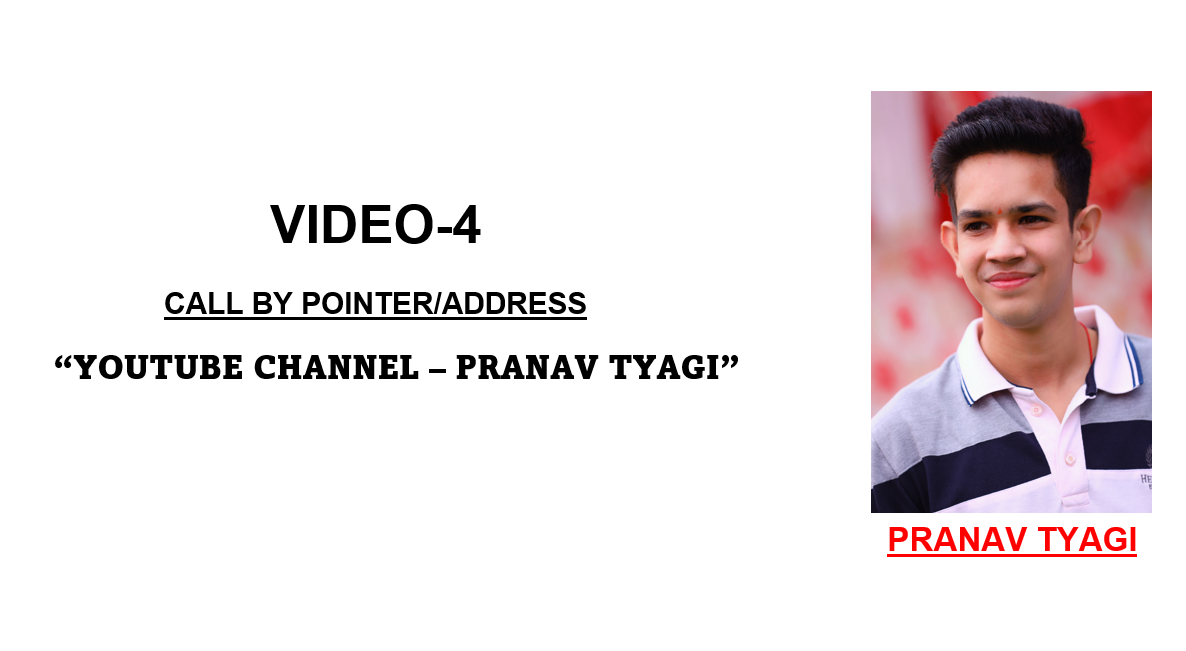 VIDEO-4
CALL BY POINTER/ADDRESS
“YOUTUBE CHANNEL – PRANAV TYAGI”
PRANAV TYAGI